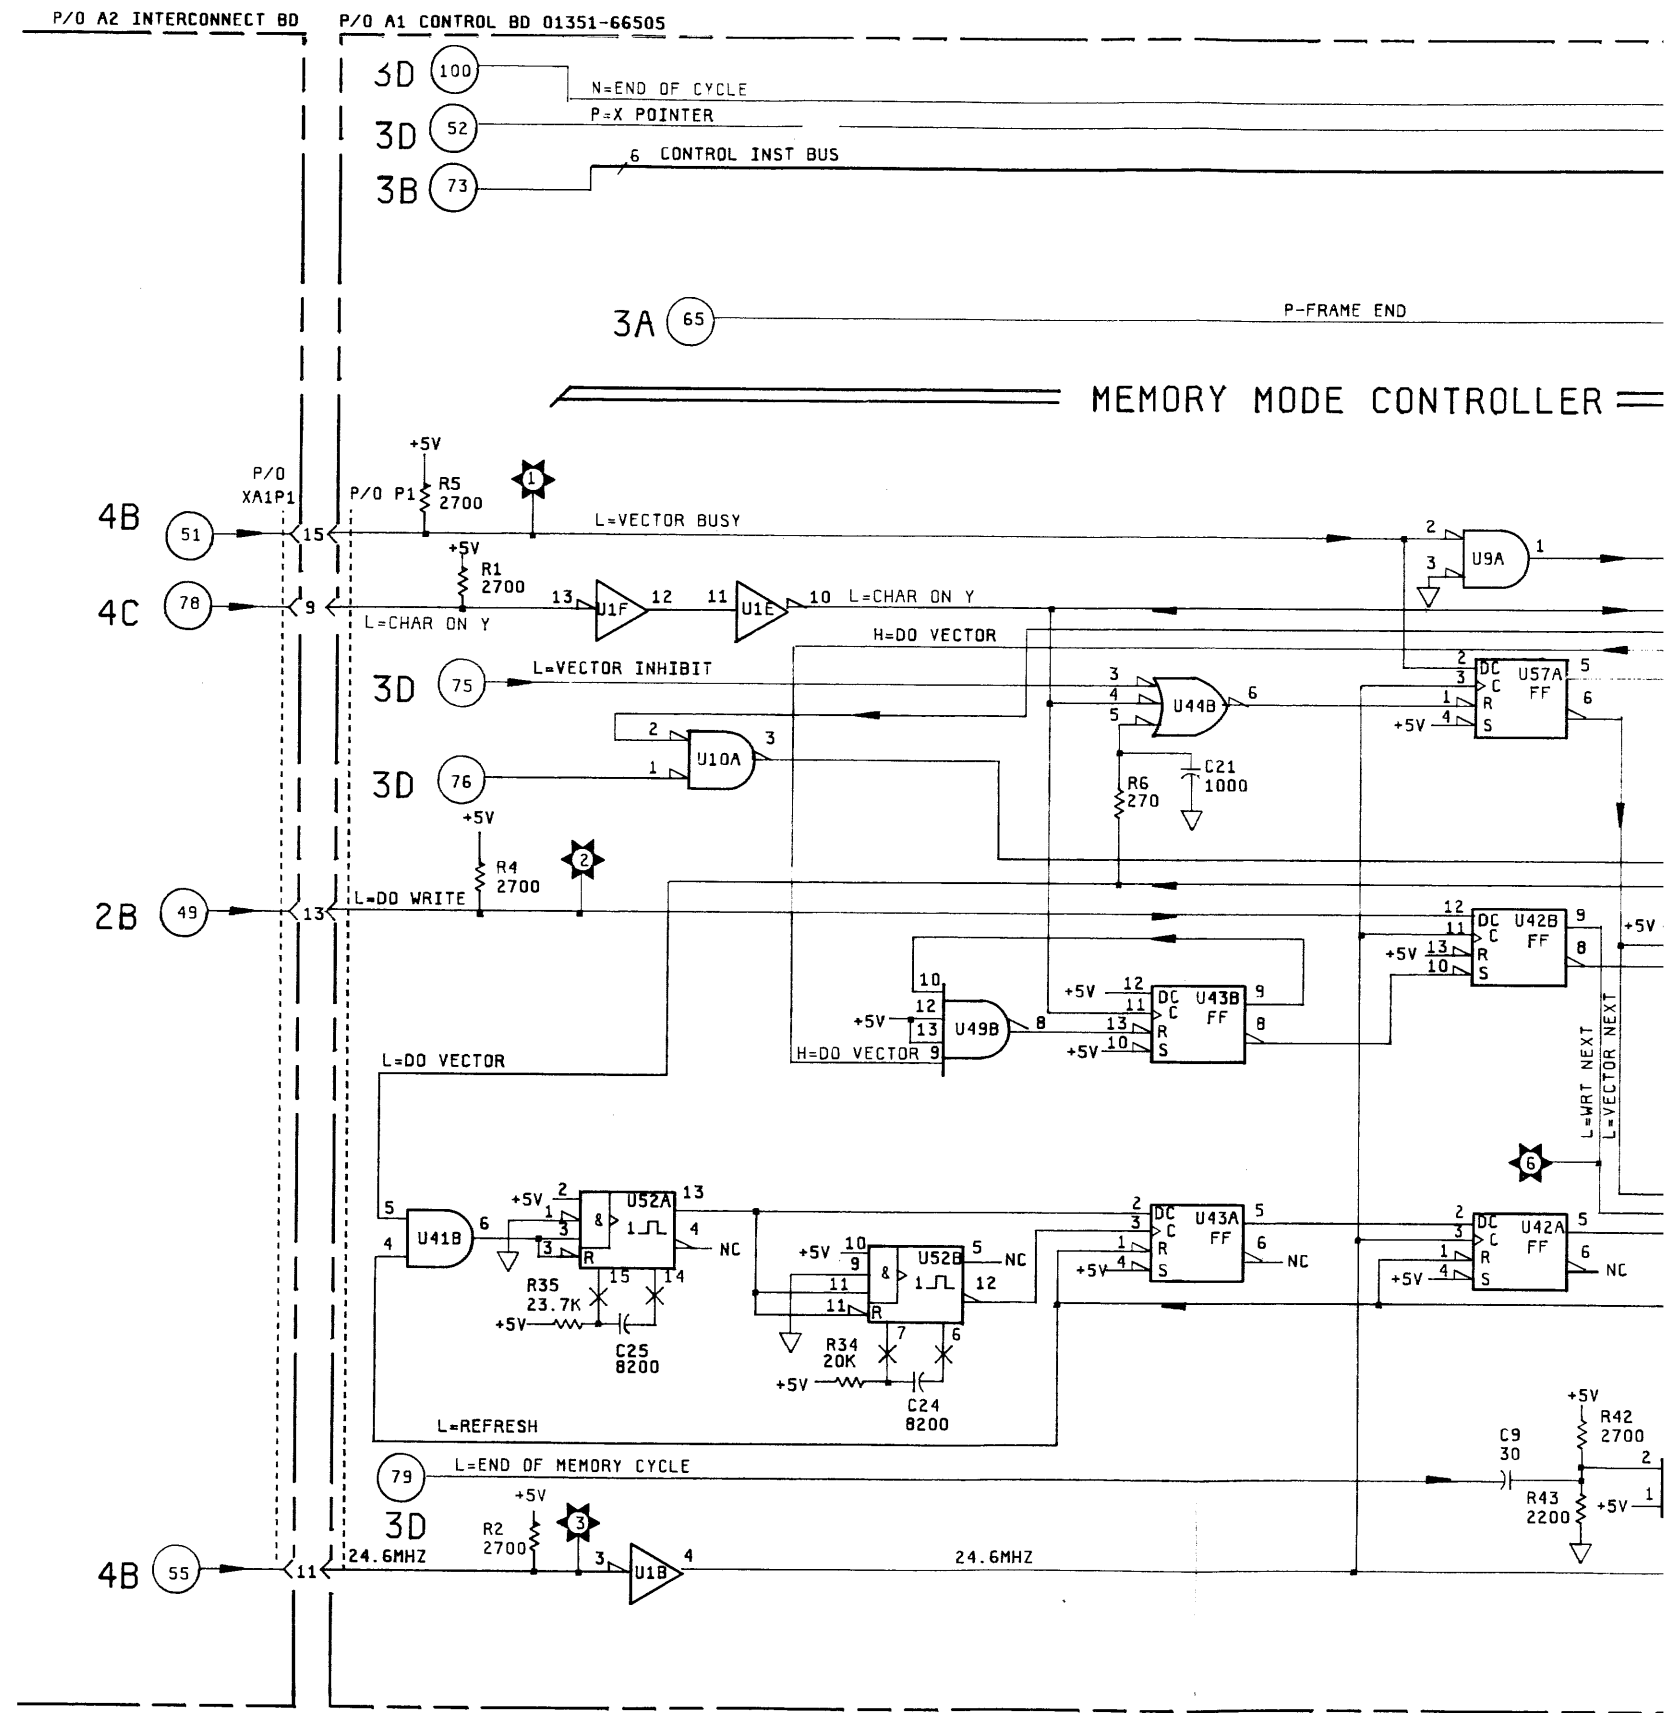 P/O A2 INTERCONNECT BD P/O A1 CONTROL BD 01351-66505
3D 100
N=END OF CYCLE
3D 52
P=X POINTER
3B 73
6 CONTROL INST BUS
3A 65
P-FRAME END
MEMORY MODE CONTROLLER
+5V
P/O
XA1P1
P/O P1
R5
2700
1
4B
51
15
L=VECTOR BUSY
2
3
U9A
1
+5V
R1
2700
4C
78
9
L=CHAR ON Y
13
U1F
12
11
U1E
10
L=CHAR ON Y
H=DO VECTOR
3D
75
L=VECTOR INHIBIT
3
4
5
U44B
6
2
3
1
+5V 4
DC
C
R
S
U57A
FF
5
6
2
1
U10A
3
3D
76
R6
270
C21
1000
+5V
R4
2700
2
2B
49
13
L=DO WRITE
12
11
+5V 13
10
DC
C
R
S
U42B
FF
9
8
+5V
10
+5V
12
13
H=DO VECTOR 9
U49B
8
+5V 12
11
13
+5V 10
DC
C
R
S
U43B
FF
9
8
L=DO VECTOR
L=WRT NEXT
L=VECTOR NEXT
6
5
4
U41B
6
+5V 2
1
3
3
&
R
U52A
1
13
4
NC
15
14
R35
23.7K
+5V
C25
8200
+5V 10
9
11
11
&
R
U52B
1
5
NC
12
7
6
R34
20K
+5V
C24
8200
2
3
1
+5V 4
DC
C
R
S
U43A
FF
5
6
NC
2
3
1
+5V 4
DC
C
R
S
U42A
FF
5
6
NC
L=REFRESH
79
3D
L=END OF MEMORY CYCLE
C9
30
+5V
R42
2700
2
R43
2200
+5V 1
+5V
R2
2700
3
4B
55
11
24.6MHZ
3
U1B
4
24.6MHZ